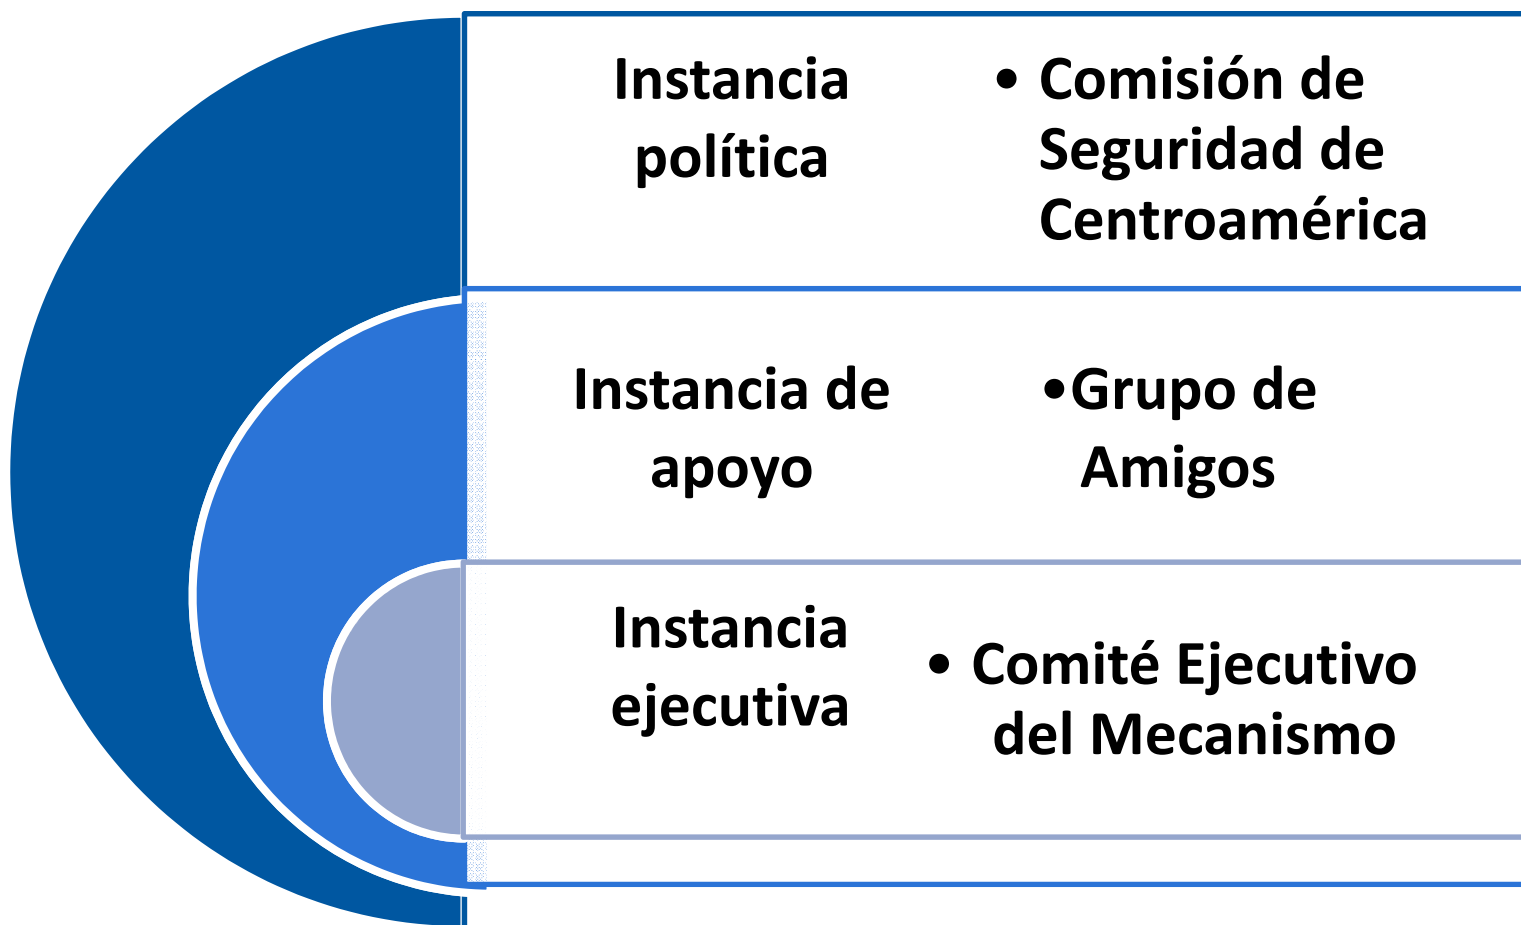 Instancia
política
• Comisión de
Seguridad de
Centroamérica
Instancia de
apoyo
•Grupo de
Amigos
Instancia
ejecutiva
• Comité Ejecutivo
del Mecanismo